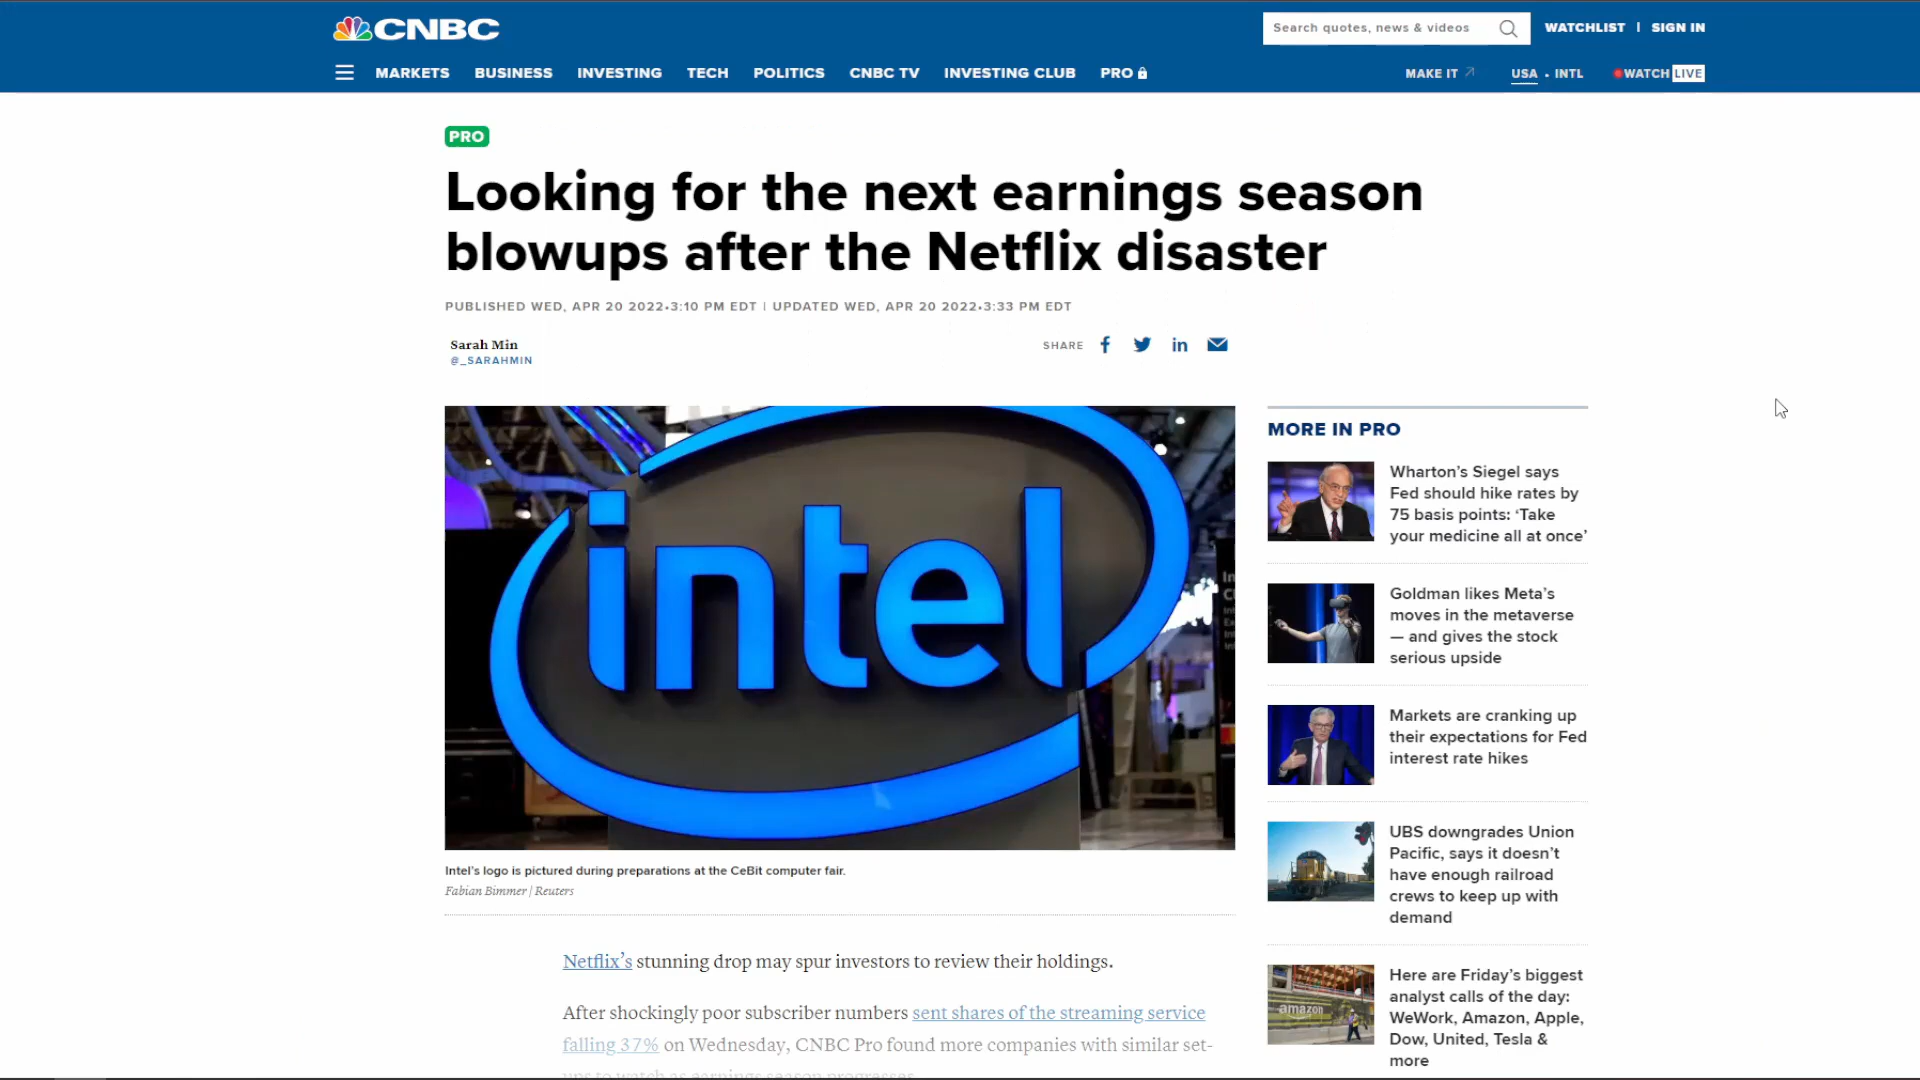 CNBC
Search quotes, news & videos
WATCHLIST | SIGN IN
MARKETS BUSINESS INVESTING TECH POLITICS CNBC TV INVESTING CLUB PRO
MAKE IT USA • INTL WATCH LIVE
PRO
Looking for the next earnings season
blowups after the Netflix disaster
PUBLISHED WED, APR 20 2022•3:10 PM EDT | UPDATED WED, APR 20 2022•3:33 PM EDT
Sarah Min
@_SARAHMIN
SHARE
intel
Intel's logo is pictured during preparations at the CeBit computer fair.
Fabian Bimmer | Reuters
Netflix's stunning drop may spur investors to review their holdings.
After shockingly poor subscriber numbers sent shares of the streaming service
falling 37% on Wednesday, CNBC Pro found more companies with similar set-
ups to watch as earnings season progresses.
MORE IN PRO
Wharton's Siegel says
Fed should hike rates by
75 basis points: 'Take
your medicine all at once'
Goldman likes Meta's
moves in the metaverse
— and gives the stock
serious upside
Markets are cranking up
their expectations for Fed
interest rate hikes
UBS downgrades Union
Pacific, says it doesn't
have enough railroad
crews to keep up with
demand
amazon
Here are Friday's biggest
analyst calls of the day:
WeWork, Amazon, Apple,
Dow, United, Tesla &
more